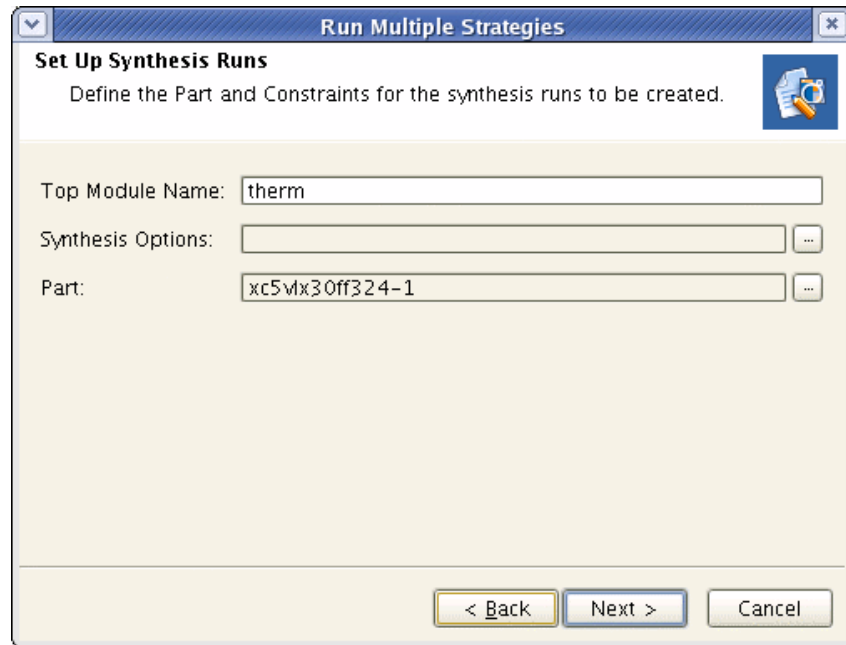 Run Multiple Strategies
Set Up Synthesis Runs
Define the Part and Constraints for the synthesis runs to be created.
Top Module Name: therm
Synthesis Options: ...
Part: xc5vlx30ff324-1 ...
< Back Next > Cancel